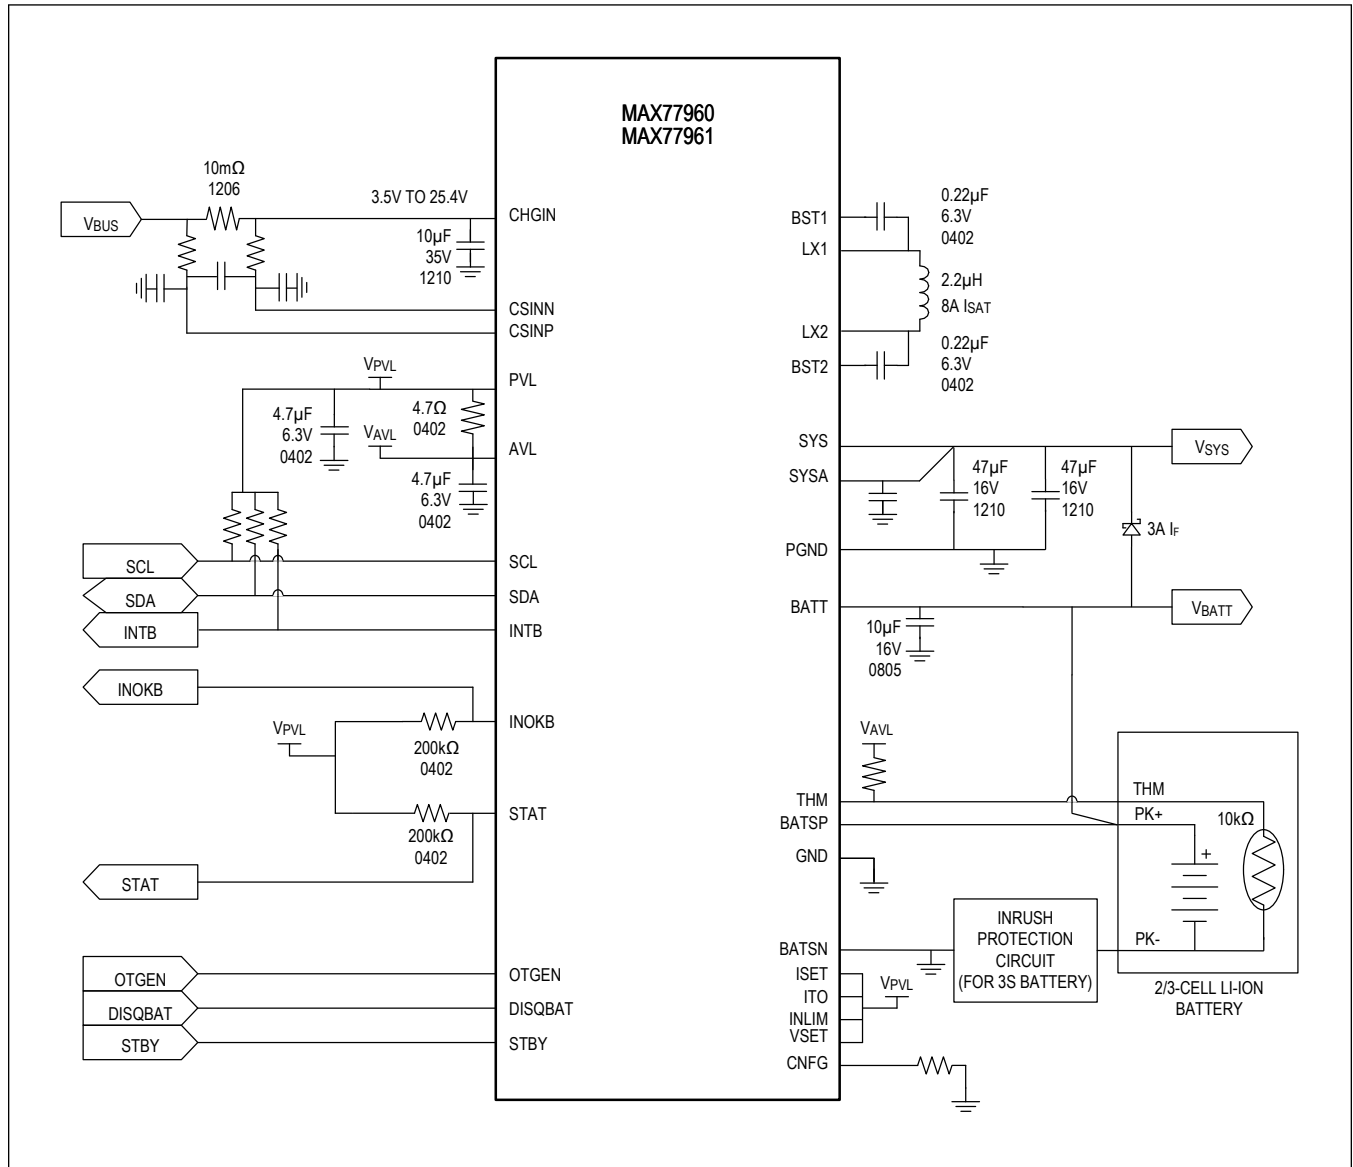 MAX77960
MAX77961
10mΩ
1206
3.5V TO 25.4V
VBUS
CHGIN
10µF
35V
1210
CSINN
CSINP
VPVL
PVL
4.7µF
6.3V
0402
4.7Ω
0402
VAVL
AVL
4.7µF
6.3V
0402
SCL
SCL
SDA
SDA
INTB
INTB
INOKB
INOKB
VPVL
200kΩ
0402
STAT
200kΩ
0402
STAT
OTGEN
OTGEN
DISQBAT
DISQBAT
STBY
STBY
BST1
0.22µF
6.3V
0402
LX1
2.2µH
8A ISAT
LX2
0.22µF
6.3V
0402
BST2
SYS
VSYS
SYSA
47µF
16V
1210
47µF
16V
1210
3A IF
PGND
BATT
VBATT
10µF
16V
0805
VAVL
THM
THM
BATSP
PK+
10kΩ
+
GND
BATSN
INRUSH
PROTECTION
CIRCUIT
(FOR 3S BATTERY)
PK-
2/3-CELL LI-ION
BATTERY
ISET
ITO
INLIM
VSET
VPVL
CNFG